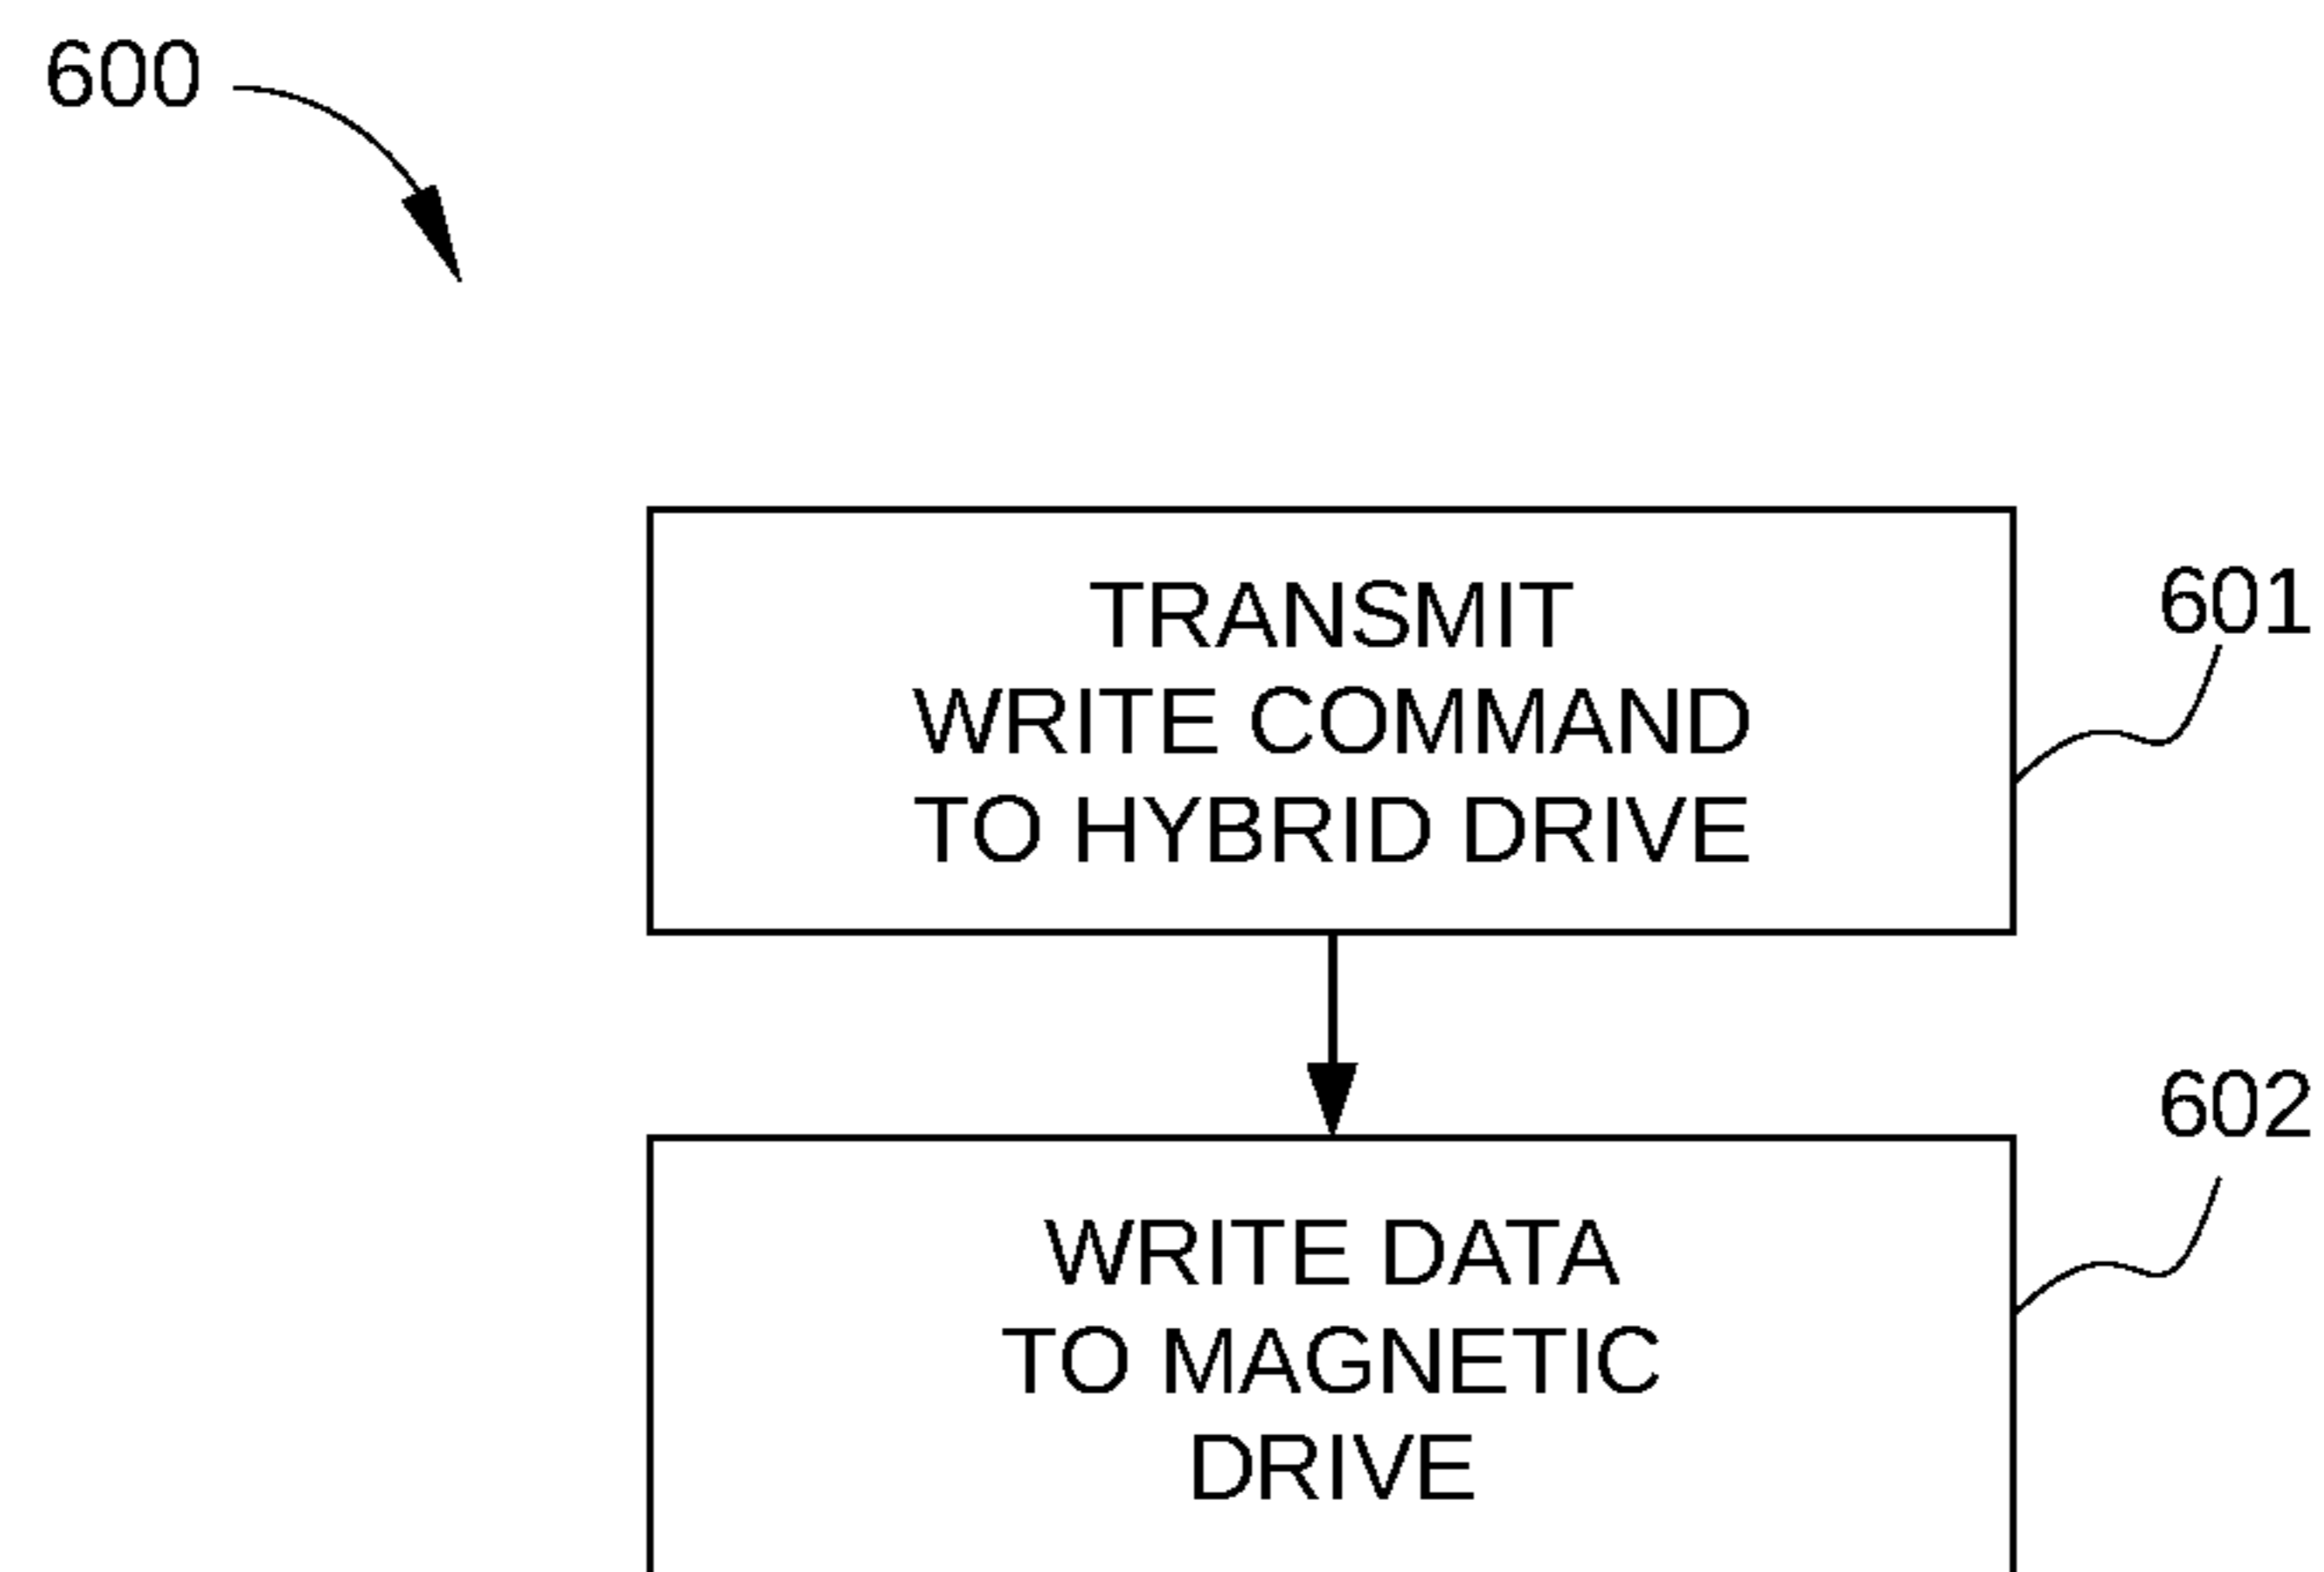 600
TRANSMIT
WRITE COMMAND
TO HYBRID DRIVE
601
602
WRITE DATA
TO MAGNETIC
DRIVE